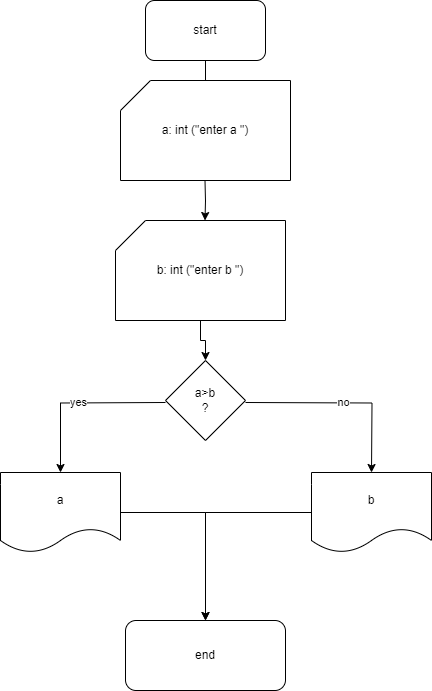 start
a: int ("enter a ")
b: int ("enter b ")
a>b
?
yes
no
a
b
end